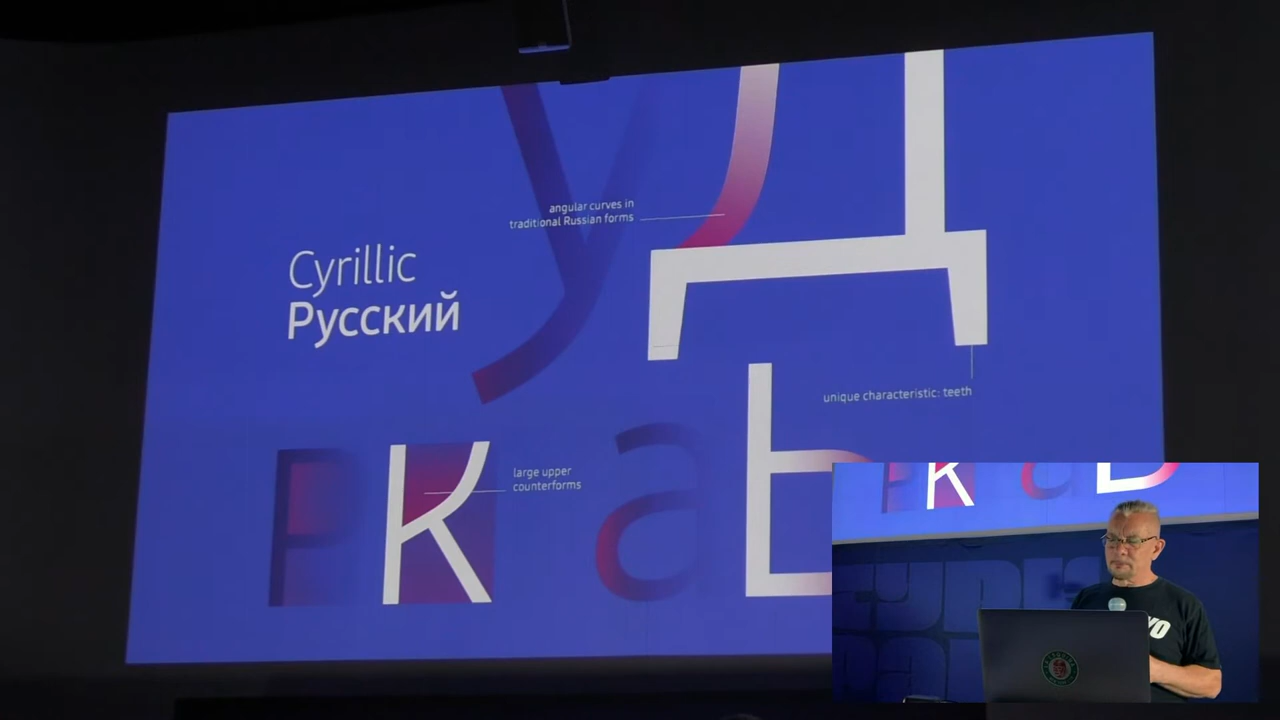 у
Д
angular curves in
traditional Russian forms
Cyrillic
Русский
unique characteristic: teeth
Р
К
large upper
counterforms
а
Ь
К
а